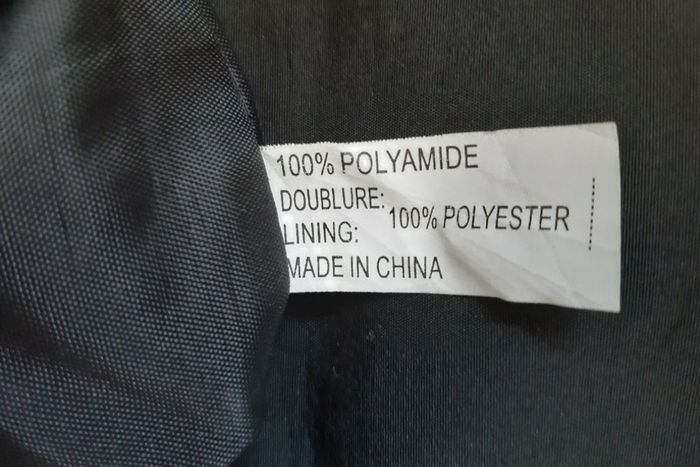 100% POLYAMIDE
DOUBLURE:
LINING: 100% POLYESTER
MADE IN CHINA